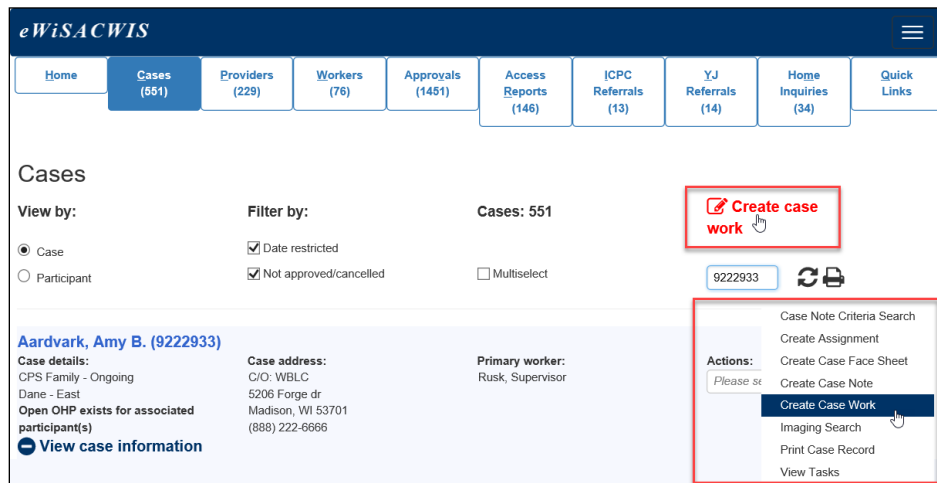 eWiSACWIS
Home
Cases
(551)
Providers
(229)
Workers
(76)
Approvals
(1451)
Access
Reports
(146)
ICPC
Referrals
(13)
YJ
Referrals
(14)
Home
Inquiries
(34)
Quick
Links
Cases
View by:
Filter by:
Cases: 551
Create case
work
Case
Date restricted
Participant
Not approved/cancelled
Multiselect
9222933
Aardvark, Amy B. (9222933)
Case details:
CPS Family - Ongoing
Dane - East
Open OHP exists for associated
participant(s)
View case information
Case address:
C/O: WBLC
5206 Forge dr
Madison, WI 53701
(888) 222-6666
Primary worker:
Rusk, Supervisor
Actions:
Please se
Case Note Criteria Search
Create Assignment
Create Case Face Sheet
Create Case Note
Create Case Work
Imaging Search
Print Case Record
View Tasks